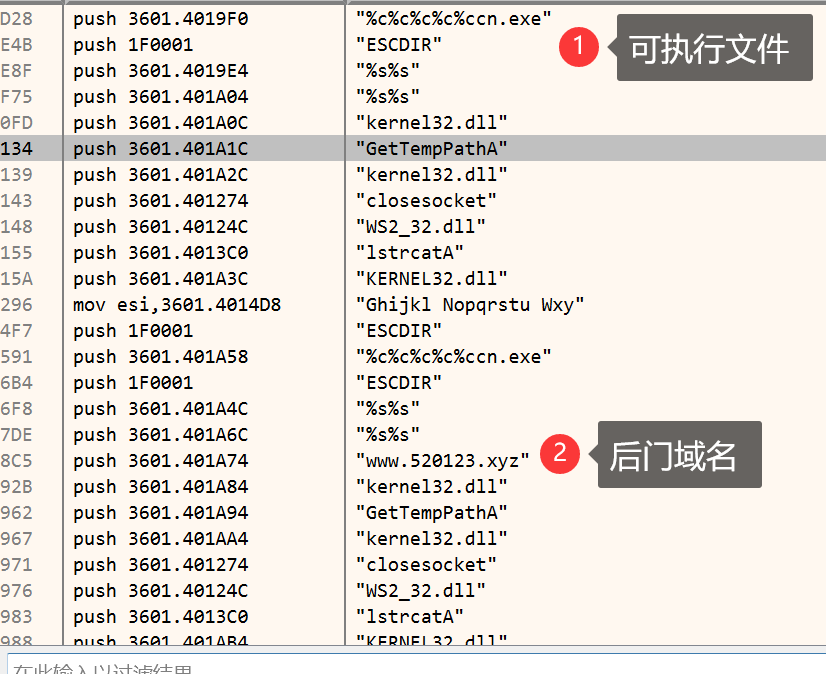 D28 push 3601.4019F0 "%c%c%c%c%ccn.exe" 1 可执行文件
E4B push 1F0001 "ESCDIR"
E8F push 3601.4019E4 "%s%s"
F75 push 3601.401A04 "%s%s"
0FD push 3601.401A0C "kernel32.dll"
134 push 3601.401A1C "GetTempPathA"
139 push 3601.401A2C "kernel32.dll"
143 push 3601.401274 "closesocket"
148 push 3601.40124C "WS2_32.dll"
155 push 3601.4013C0 "lstrcatA"
15A push 3601.401A3C "KERNEL32.dll"
296 mov esi,3601.4014D8 "Ghijkl Nopqrstu Wxy"
4F7 push 1F0001 "ESCDIR"
591 push 3601.401A58 "%c%c%c%c%ccn.exe"
6B4 push 1F0001 "ESCDIR"
6F8 push 3601.401A4C "%s%s"
7DE push 3601.401A6C "%s%s"
8C5 push 3601.401A74 "www.520123.xyz" 2 后门域名
92B push 3601.401A84 "kernel32.dll"
962 push 3601.401A94 "GetTempPathA"
967 push 3601.401AA4 "kernel32.dll"
971 push 3601.401274 "closesocket"
976 push 3601.40124C "WS2_32.dll"
983 push 3601.4013C0 "lstrcatA"
988 push 3601.401AB4 "KERNEL32.dll"
在此输入以过滤结果